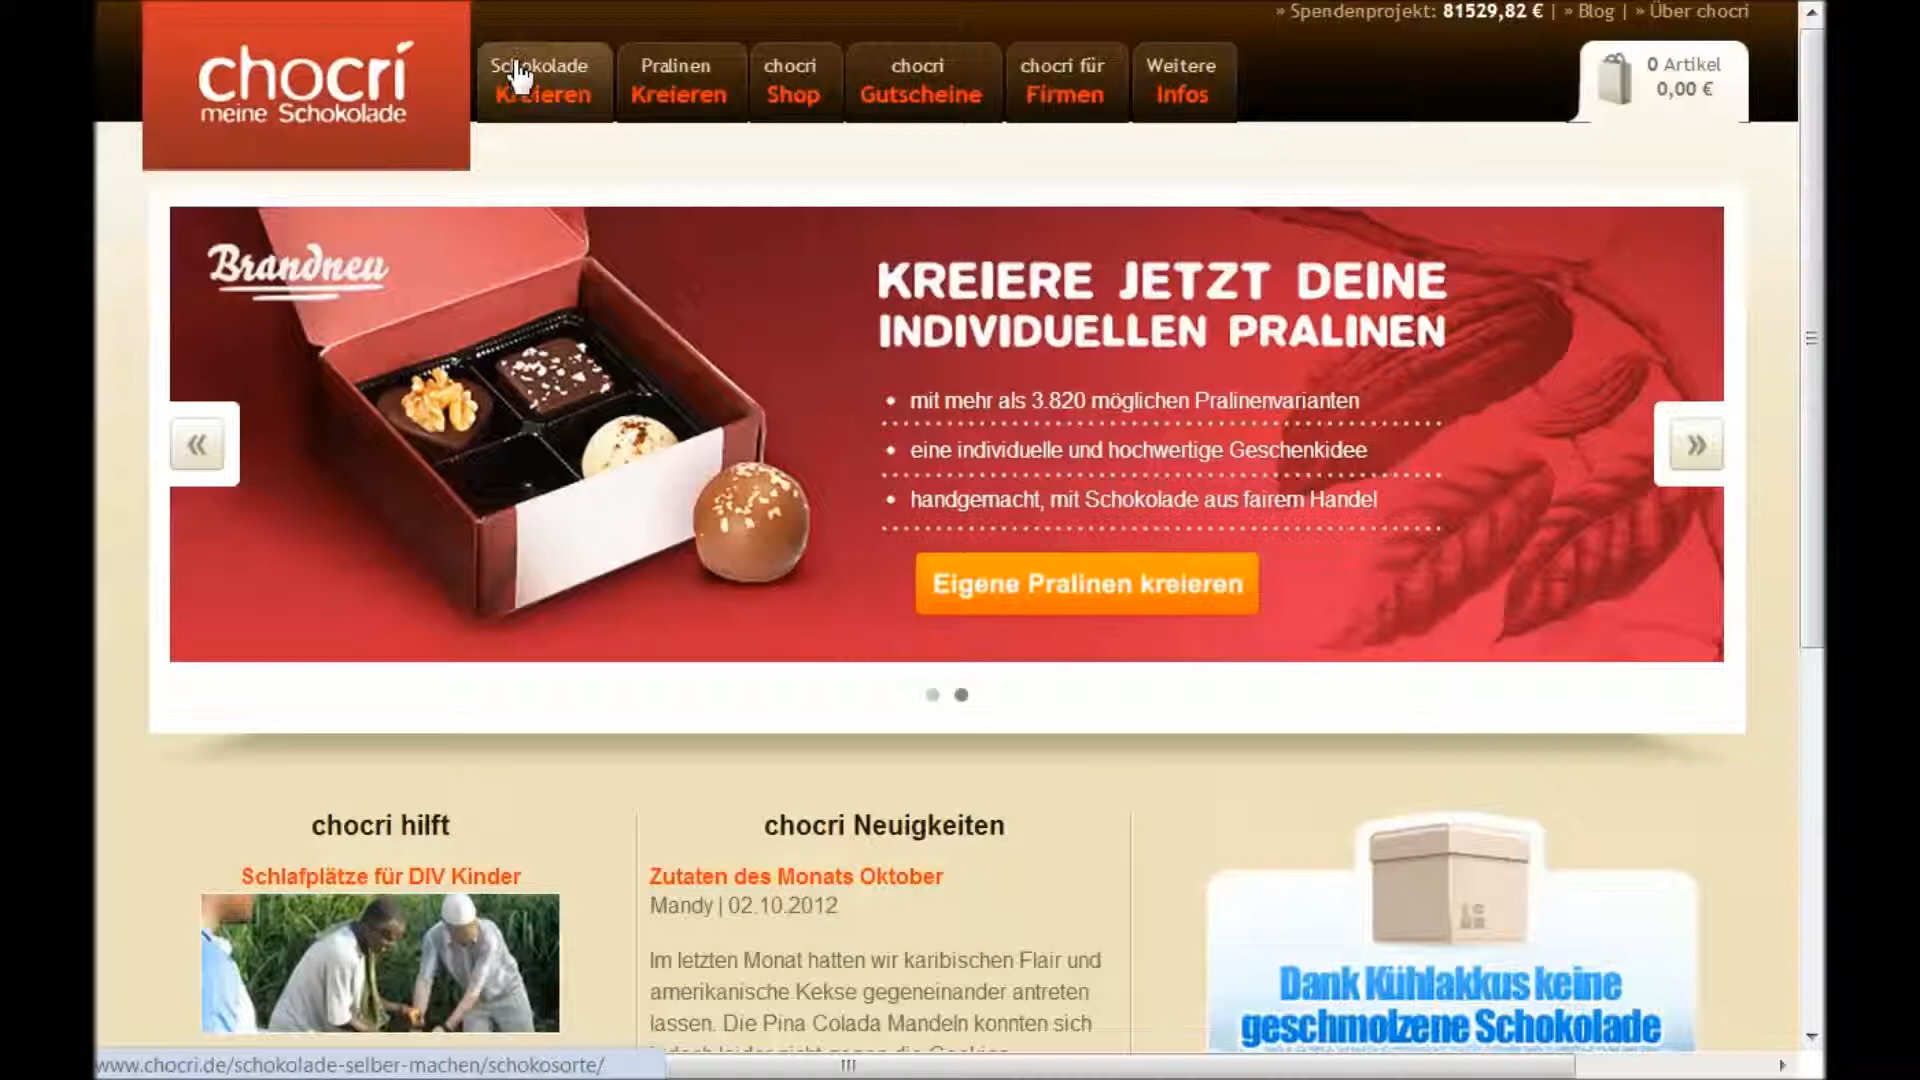 » Spendenprojekt: 81529,82 € | » Blog | » Über chocri
chocri
meine Schokolade
Schokolade
Kreieren
Pralinen
Kreieren
chocri
Shop
chocri
Gutscheine
chocri für
Firmen
Weitere
Infos
0 Artikel
0,00 €
Brandneu
KREIERE JETZT DEINE
INDIVIDUELLEN PRALINEN
• mit mehr als 3.820 möglichen Pralinenvarianten
• eine individuelle und hochwertige Geschenkidee
• handgemacht, mit Schokolade aus fairem Handel
Eigene Pralinen kreieren
«
»
chocri hilft
Schlafplätze für DIV Kinder
chocri Neuigkeiten
Zutaten des Monats Oktober
Mandy | 02.10.2012
Im letzten Monat hatten wir karibischen Flair und
amerikanische Kekse gegeneinander antreten
lassen. Die Pina Colada Mandeln konnten sich
Dank Kühlakkus keine
geschmolzene Schokolade
www.chocri.de/schokolade-selber-machen/schokosorte/